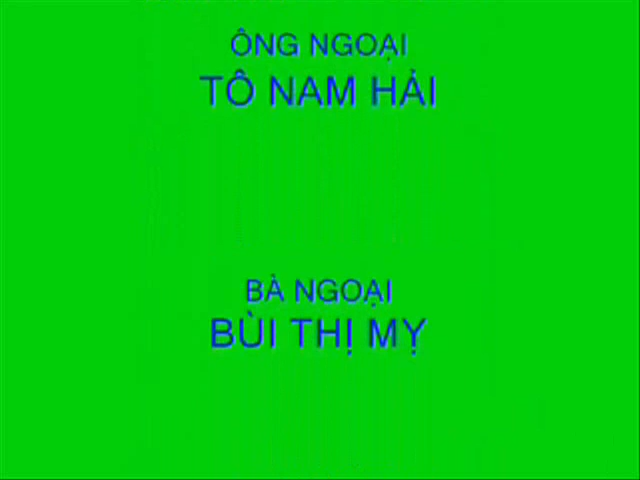 ÔNG NGOẠI
TÔ NAM HẢI
BÀ NGOẠI
BÙI THỊ MỴ